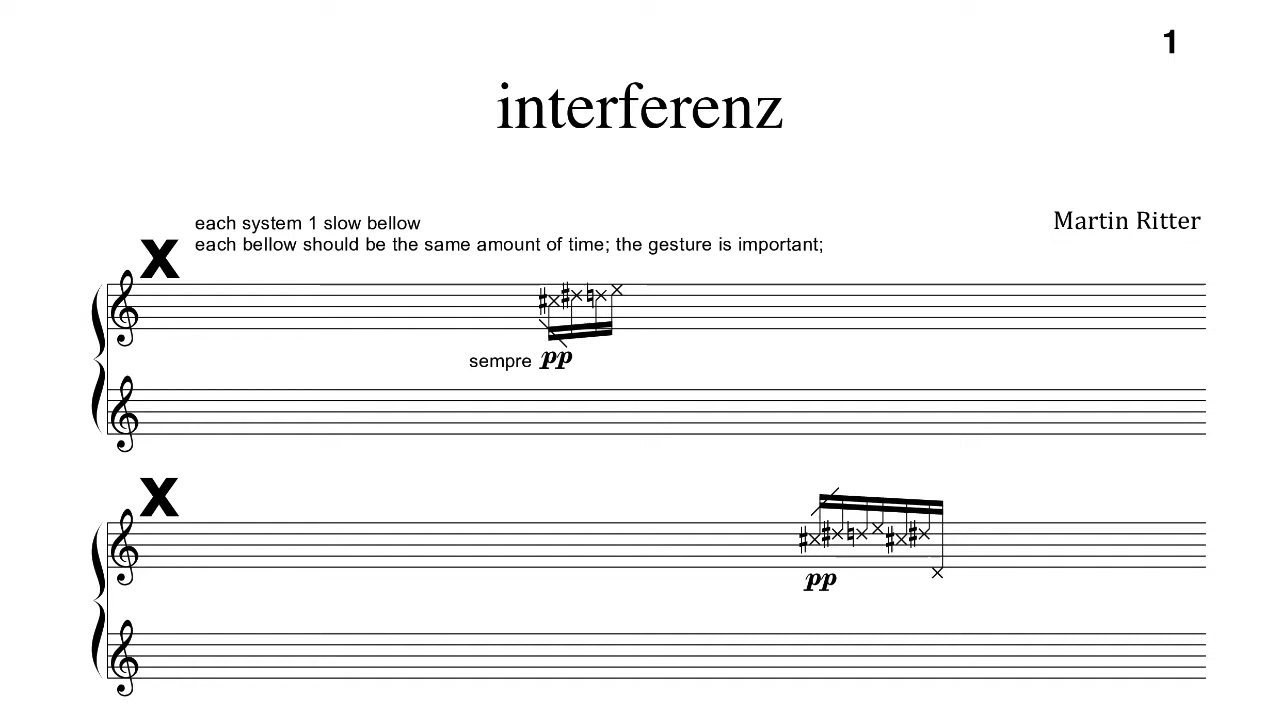 1
interferenz
each system 1 slow bellow
Martin Ritter
each bellow should be the same amount of time; the gesture is important;
X
sempre pp
X
pp